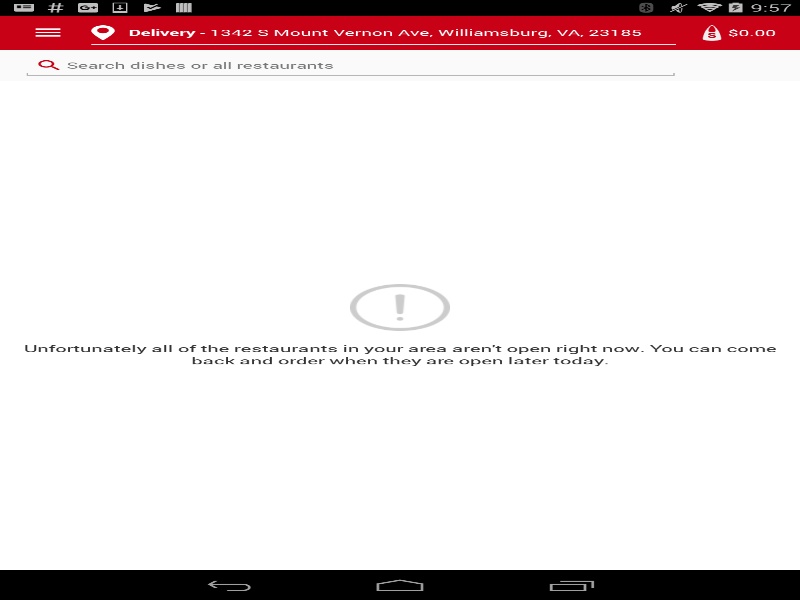 9:57
Delivery - 1342 S Mount Vernon Ave, Williamsburg, VA, 23185
$0.00
Search dishes or all restaurants
Unfortunately all of the restaurants in your area aren't open right now. You can come
back and order when they are open later today.